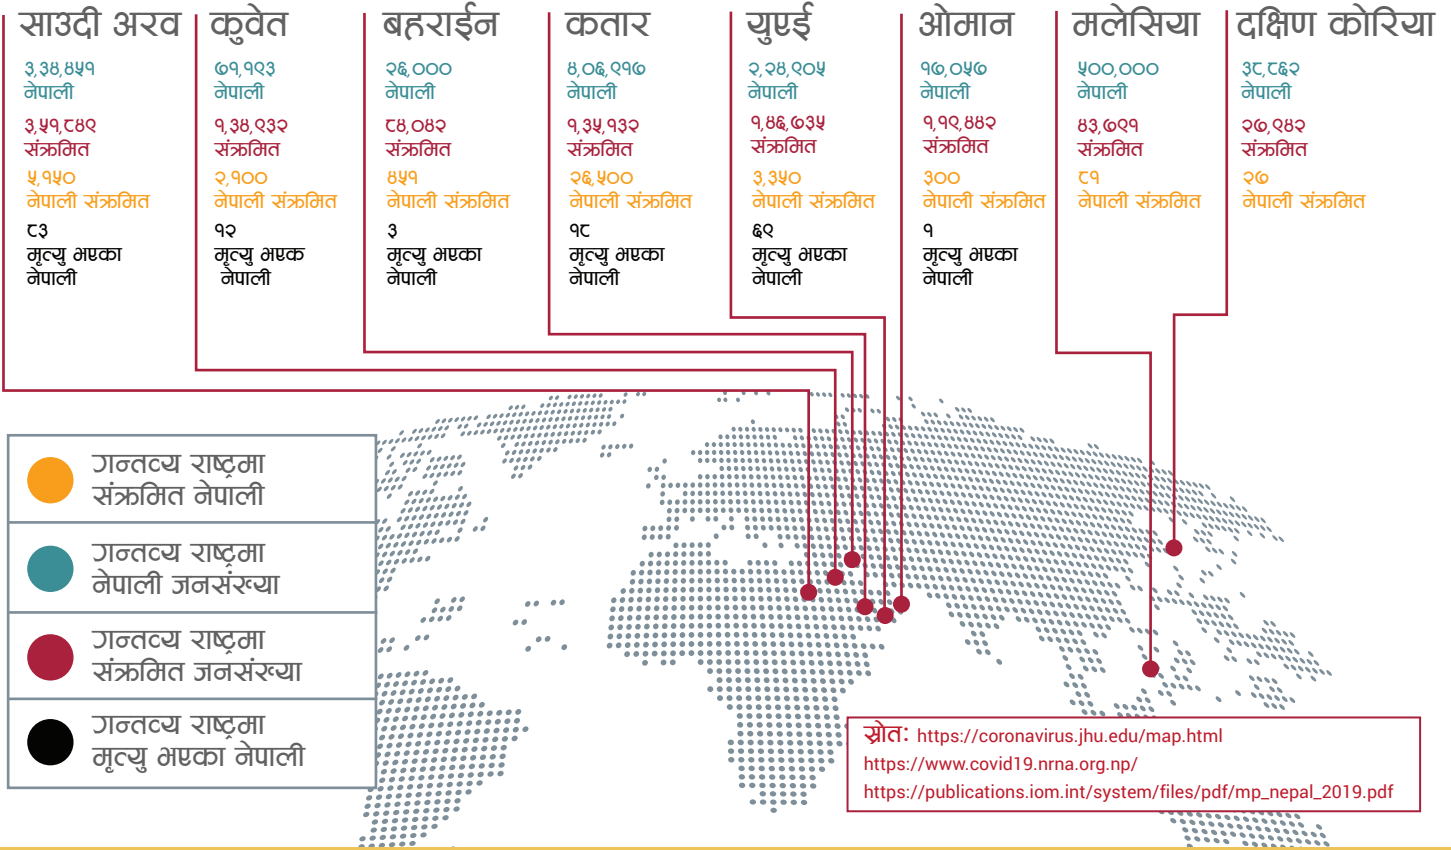 साउदी अरव
३,३४,४५१
नेपाली
३,५१,८४९
संक्रमित
५,१५०
नेपाली संक्रमित
८३
मृत्यु भएका
नेपाली
कुवेत
७१,१९३
नेपाली
१,३४,९३२
संक्रमित
२,१००
नेपाली संक्रमित
१२
मृत्यु भएक
नेपाली
बहराईन
२६,०००
नेपाली
८४,०४२
संक्रमित
४५१
नेपाली संक्रमित
३
मृत्यु भएका
नेपाली
कतार
४,०६,९१७
नेपाली
१,३५,१३२
संक्रमित
२६,५००
नेपाली संक्रमित
१८
मृत्यु भएका
नेपाली
युएई
२,२४,९०५
नेपाली
१,४६,७३५
संक्रमित
३,३५०
नेपाली संक्रमित
६९
मृत्यु भएका
नेपाली
ओमान
१७,०५७
नेपाली
१,१९,४४२
संक्रमित
३००
नेपाली संक्रमित
१
मृत्यु भएका
नेपाली
मलेसिया
५००,०००
नेपाली
४३,७९१
संक्रमित
८१
नेपाली संक्रमित
दक्षिण कोरिया
३८,८६२
नेपाली
२७,९४२
संक्रमित
२७
नेपाली संक्रमित
गन्तव्य राष्ट्रमा
संक्रमित नेपाली
गन्तव्य राष्ट्रमा
नेपाली जनसंख्या
गन्तव्य राष्ट्रमा
संक्रमित जनसंख्या
गन्तव्य राष्ट्रमा
मृत्यु भएका नेपाली
स्रोत: https://coronavirus.jhu.edu/map.html
https://www.covid19.nrna.org.np/
https://publications.iom.int/system/files/pdf/mp_nepal_2019.pdf